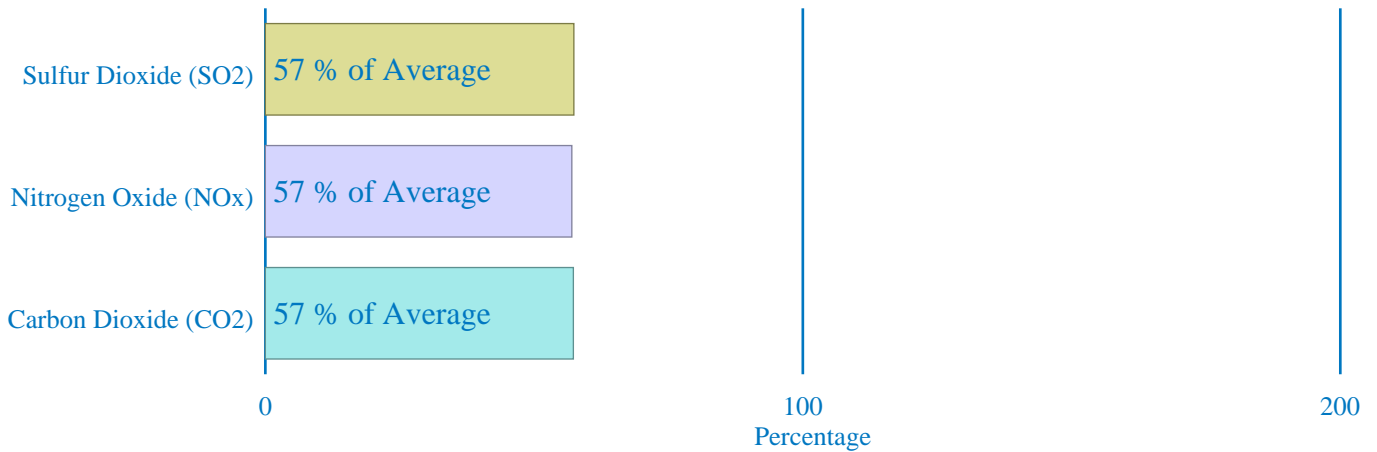 Sulfur Dioxide (SO2)
57 % of Average
Nitrogen Oxide (NOx)
57 % of Average
Carbon Dioxide (CO2)
57 % of Average
0
100
200
Percentage